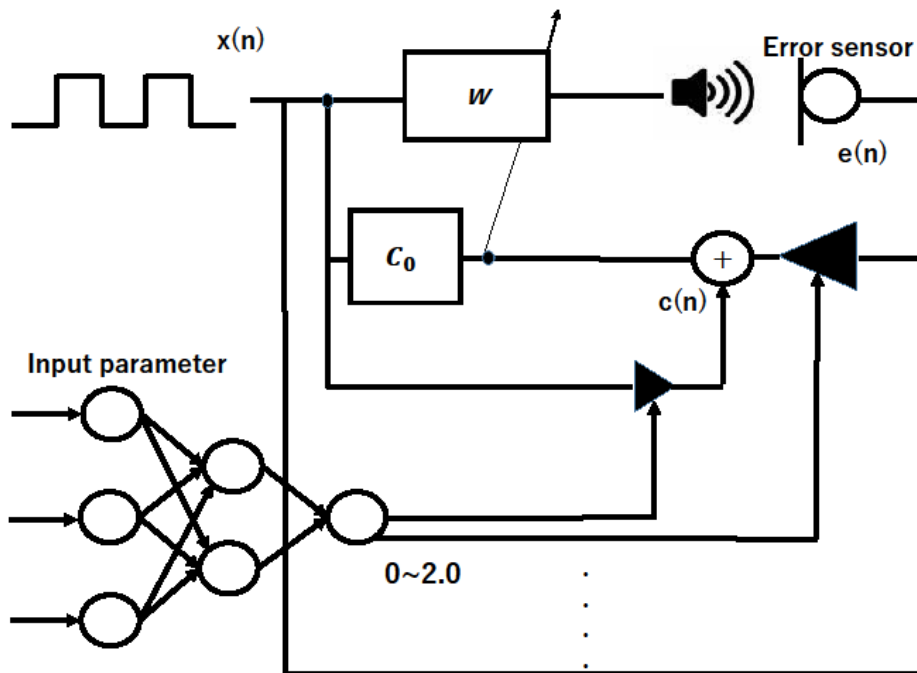 x(n)
Error sensor
W
e(n)
C₀
+
c(n)
Input parameter
0~2.0